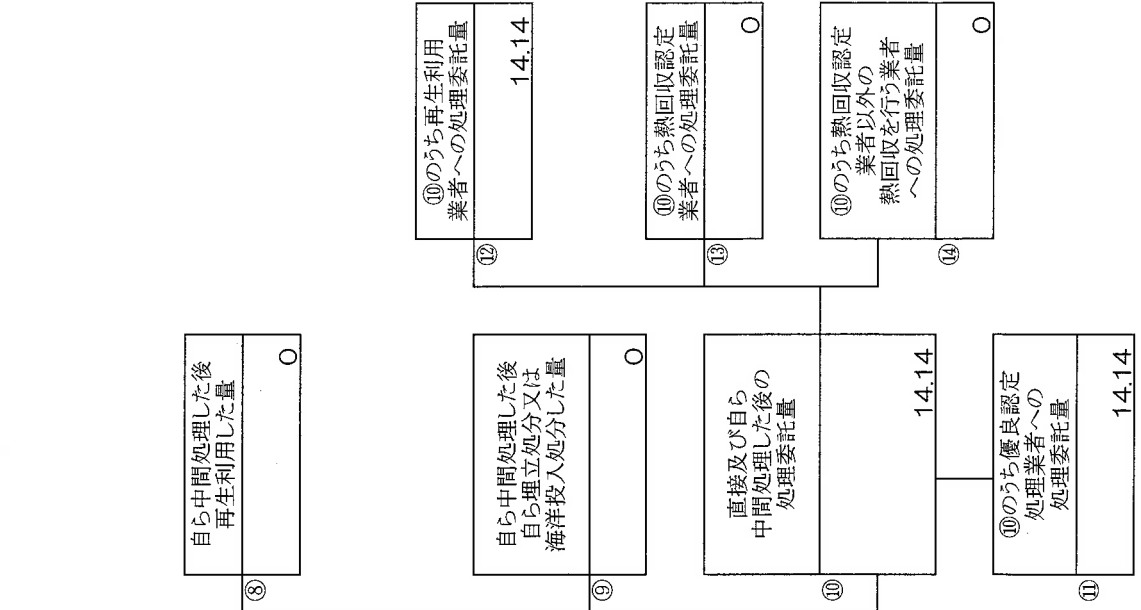 ⑧
自ら中間処理した後
再生利用した量
0
⑨
自ら中間処理した後
自ら埋立処分又は
海洋投入処分した量
0
⑩
直接及び自ら
中間処理した後の
処理委託量
14.14
⑪
⑩のうち優良認定
処理業者への
処理委託量
14.14
⑫
⑩のうち再生利用
業者への処理委託量
14.14
⑬
⑩のうち熱回収認定
業者への処理委託量
0
⑭
⑩のうち熱回収認定
業者以外の
熱回収を行う業者
への処理委託量
0